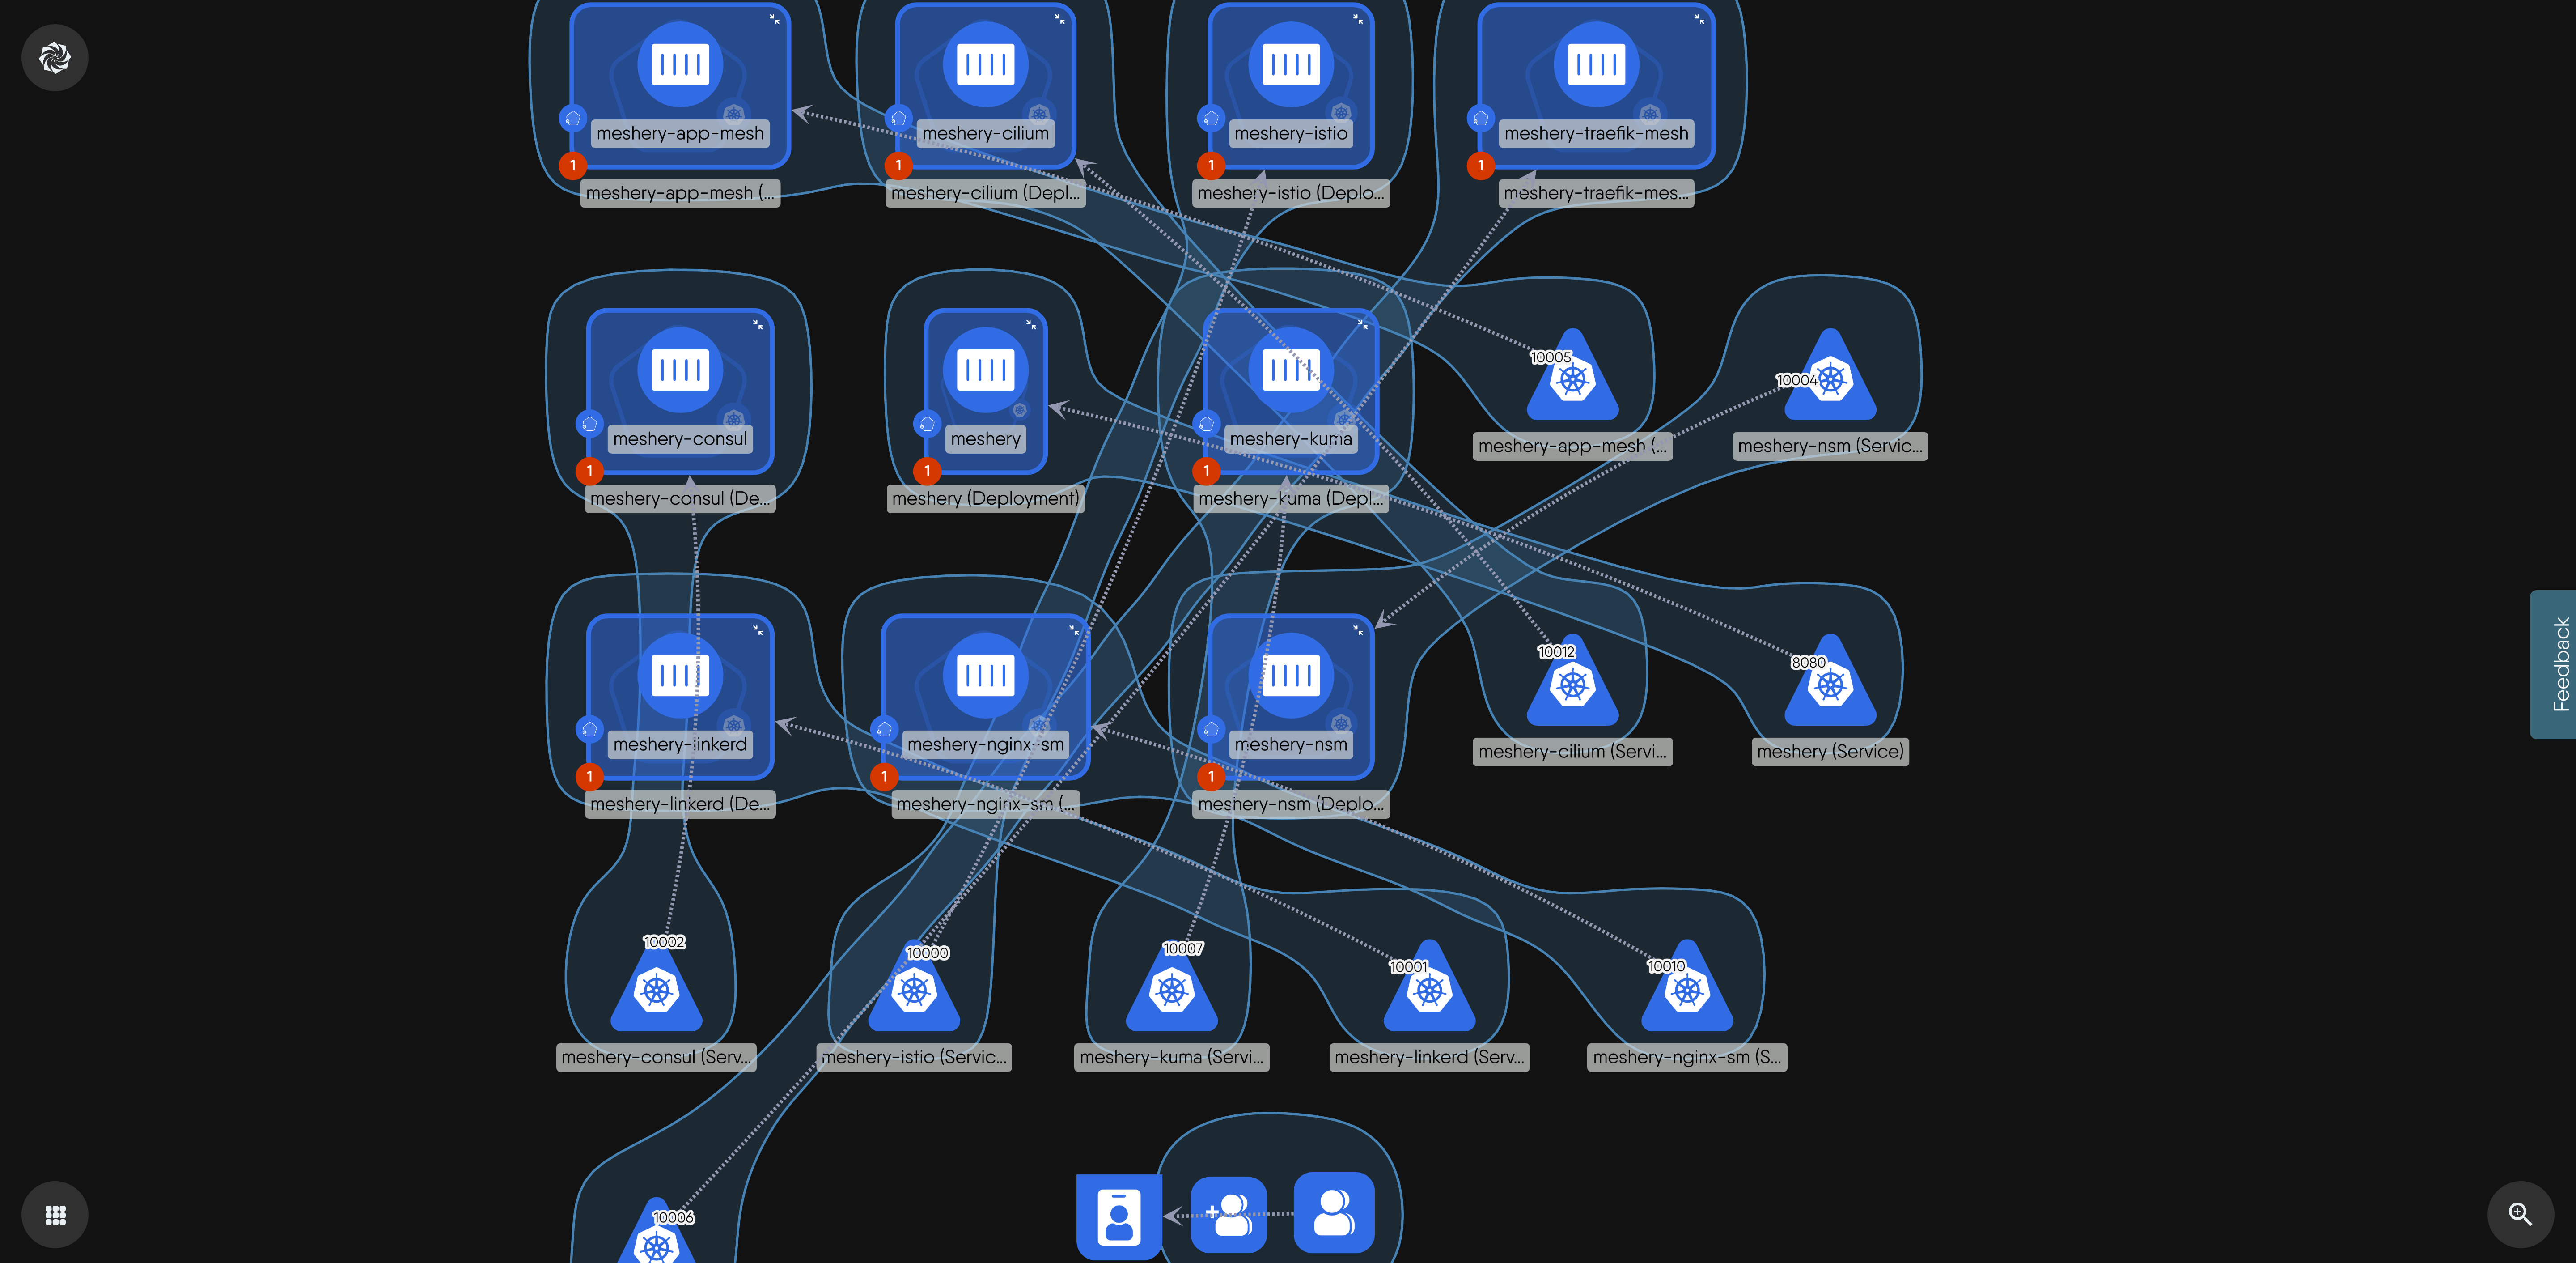 meshery-app-mesh
meshery-cilium
meshery-istio
meshery-traefik-mesh
1
1
1
1
meshery-app-mesh (...
meshery-cilium (Depl...
meshery-istio (Deplo...
meshery-traefik-mes...
10005
10004
meshery-consul
meshery
meshery-kuma
meshery-app-mesh (...
meshery-nsm (Servic...
1
1
1
meshery-consul (De...
meshery (Deployment)
meshery-kuma (Depl...
10012
8080
meshery-linkerd
meshery-nginx-sm
meshery-nsm
meshery-cilium (Servi...
meshery (Service)
1
1
1
meshery-linkerd (De...
meshery-nginx-sm (...
meshery-nsm (Deplo...
Feedback
10002
10000
10007
10001
10010
meshery-consul (Serv...
meshery-istio (Servic...
meshery-kuma (Servi...
meshery-linkerd (Serv...
meshery-nginx-sm (S...
10006